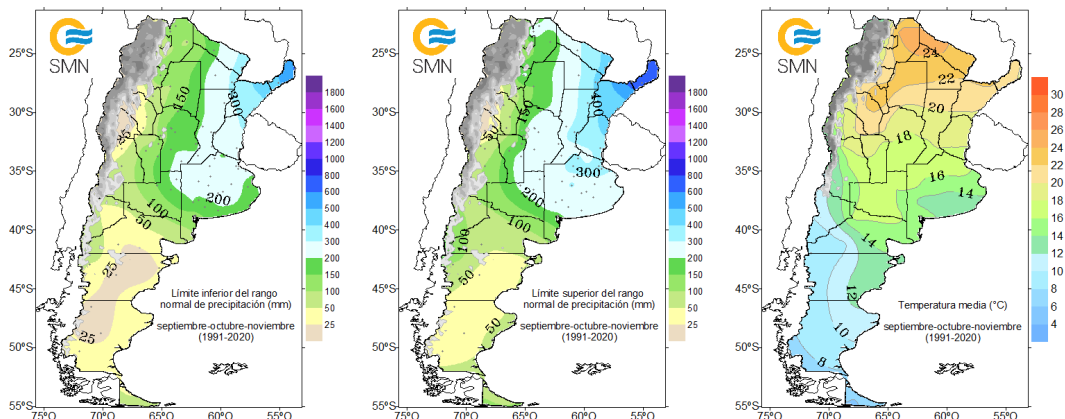 SMN
25°S
30°S
35°S
40°S
45°S
50°S
55°S
75°O
70°O
65°O
60°O
55°O
25
140
300
200
100
50
25
25
1800
1600
1400
1200
1000
800
600
400
300
200
150
100
50
25
Límite inferior del rango
normal de precipitación (mm)
septiembre-octubre-noviembre
(1991-2020)
SMN
25°S
30°S
35°S
40°S
45°S
50°S
55°S
75°O
70°O
65°O
60°O
55°O
50
150
400
300
200
100
100
50
50
1800
1600
1400
1200
1000
800
600
400
300
200
150
100
50
25
Límite superior del rango
normal de precipitación (mm)
septiembre-octubre-noviembre
(1991-2020)
SMN
25°S
30°S
35°S
40°S
45°S
50°S
55°S
75°O
70°O
65°O
60°O
55°O
24
22
20
18
16
14
14
12
10
8
30
28
26
24
22
20
18
16
14
12
10
8
6
4
Temperatura media (°C)
septiembre-octubre-noviembre
(1991-2020)